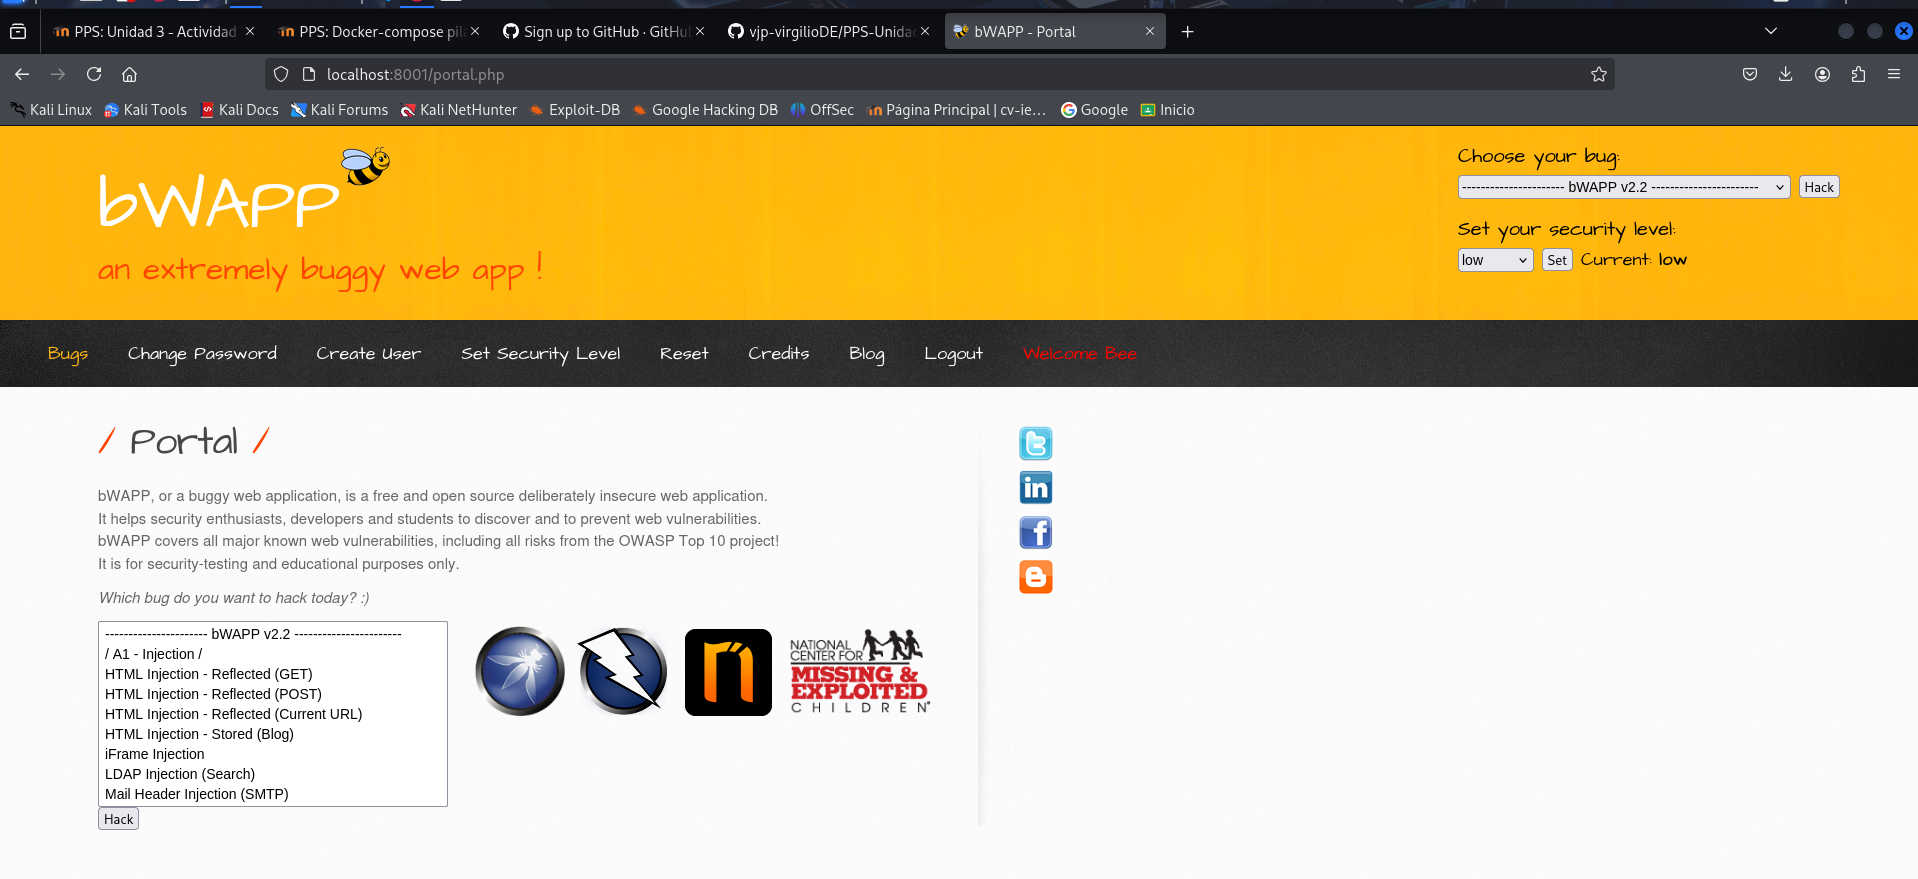 PPS: Unidad 3 - Actividad
PPS: Docker-compose pila
Sign up to GitHub · GitHu
vjp-virgilioDE/PPS-Unidad
bWAPP - Portal
localhost:8001/portal.php
Kali Linux
Kali Tools
Kali Docs
Kali Forums
Kali NetHunter
Exploit-DB
Google Hacking DB
OffSec
Página Principal | cv-ie…
Google
Inicio
bWAPP
an extremely buggy web app !
Choose your bug:
---------------------- bWAPP v2.2 -----------------------
Hack
Set your security level:
low
Set
Current: low
Bugs
Change Password
Create User
Set Security Level
Reset
Credits
Blog
Logout
Welcome Bee
/ Portal /
bWAPP, or a buggy web application, is a free and open source deliberately insecure web application.
It helps security enthusiasts, developers and students to discover and to prevent web vulnerabilities.
bWAPP covers all major known web vulnerabilities, including all risks from the OWASP Top 10 project!
It is for security-testing and educational purposes only.
Which bug do you want to hack today? :)
---------------------- bWAPP v2.2 -----------------------
/ A1 - Injection /
HTML Injection - Reflected (GET)
HTML Injection - Reflected (POST)
HTML Injection - Reflected (Current URL)
HTML Injection - Stored (Blog)
iFrame Injection
LDAP Injection (Search)
Mail Header Injection (SMTP)
Hack
NATIONAL
CENTER FOR
MISSING &
EXPLOITED
CHILDREN®